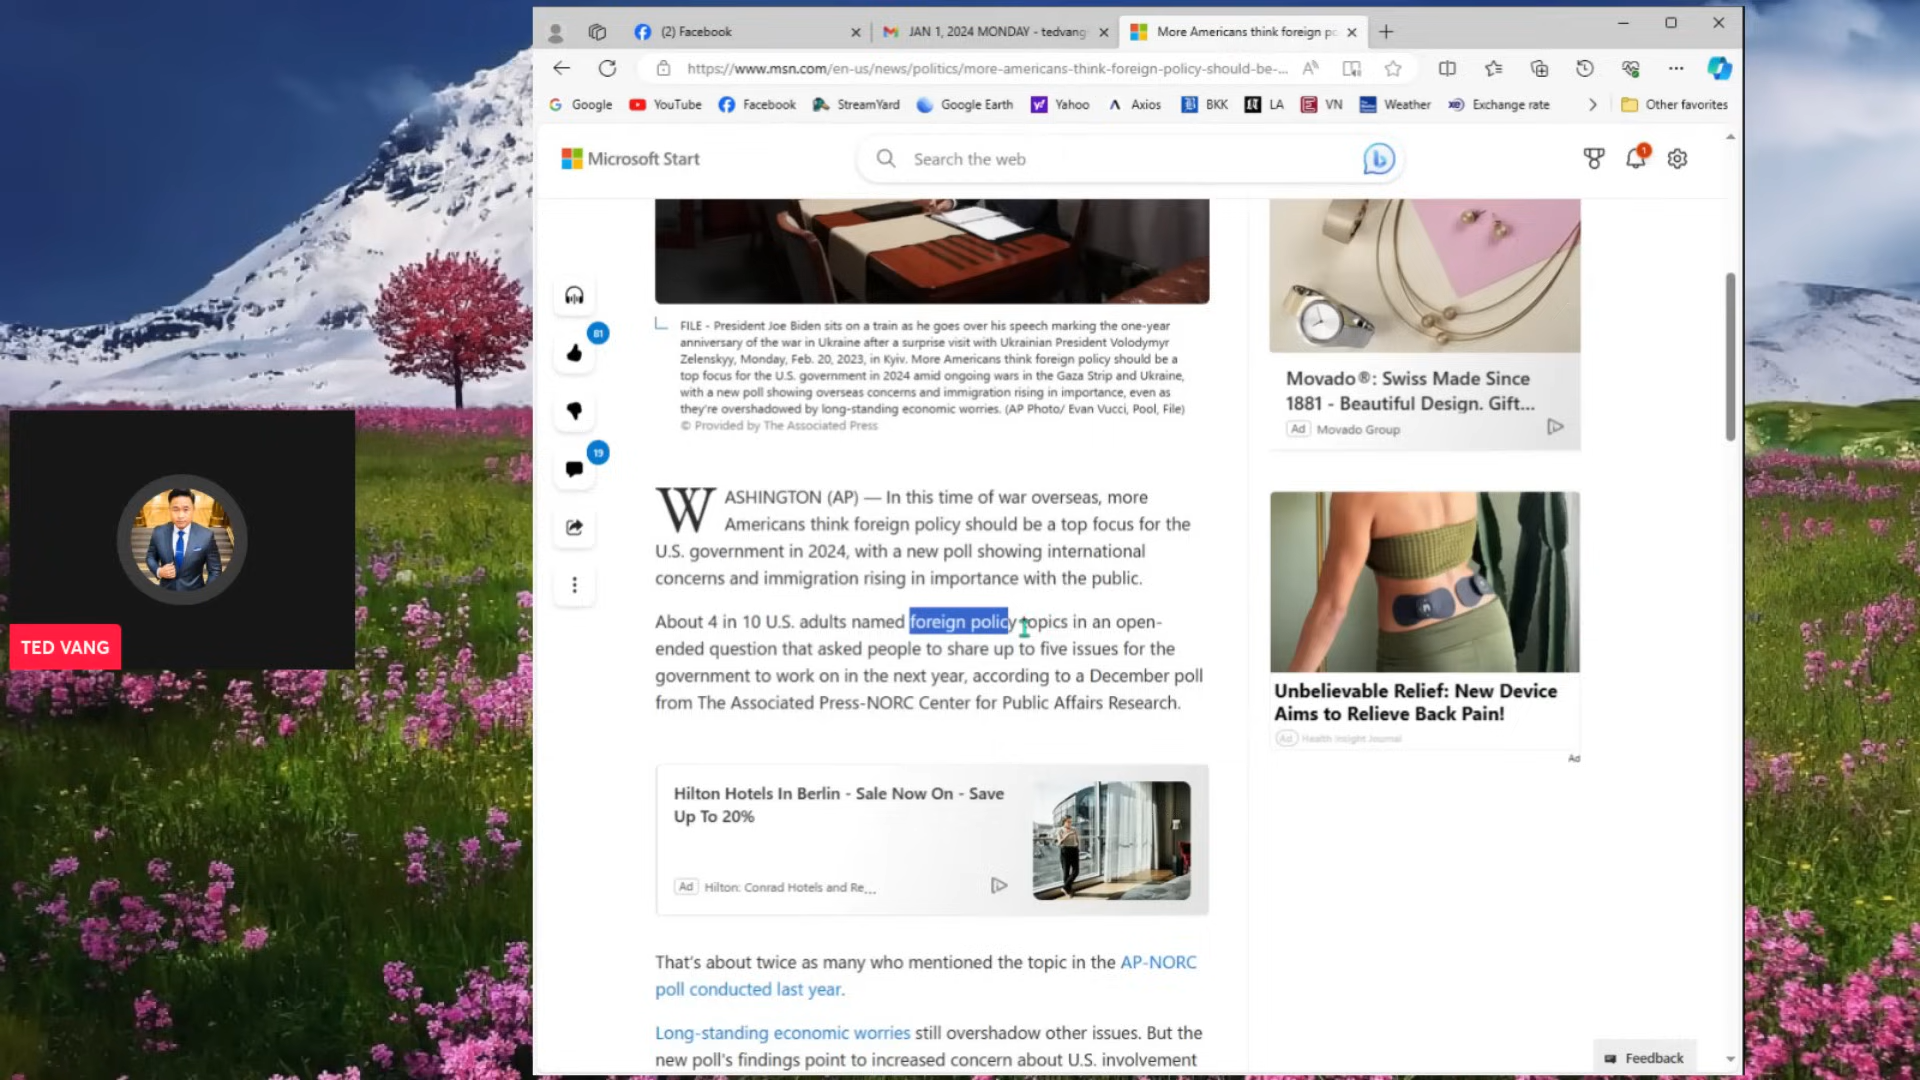 (2) Facebook
JAN 1, 2024 MONDAY - tedvang
More Americans think foreign po
https://www.msn.com/en-us/news/politics/more-americans-think-foreign-policy-should-be-...
Google
YouTube
Facebook
StreamYard
Google Earth
Yahoo
Axios
BKK
LA
VN
Weather
Exchange rate
Other favorites
Microsoft Start
Search the web
1
81
19
FILE - President Joe Biden sits on a train as he goes over his speech marking the one-year
anniversary of the war in Ukraine after a surprise visit with Ukrainian President Volodymyr
Zelenskyy, Monday, Feb. 20, 2023, in Kyiv. More Americans think foreign policy should be a
top focus for the U.S. government in 2024 amid ongoing wars in the Gaza Strip and Ukraine,
with a new poll showing overseas concerns and immigration rising in importance, even as
they're overshadowed by long-standing economic worries. (AP Photo/ Evan Vucci, Pool, File)
© Provided by The Associated Press
WASHINGTON (AP) — In this time of war overseas, more
Americans think foreign policy should be a top focus for the
U.S. government in 2024, with a new poll showing international
concerns and immigration rising in importance with the public.
About 4 in 10 U.S. adults named foreign policy topics in an open-
ended question that asked people to share up to five issues for the
government to work on in the next year, according to a December poll
from The Associated Press-NORC Center for Public Affairs Research.
Hilton Hotels In Berlin - Sale Now On - Save
Up To 20%
Ad Hilton: Conrad Hotels and Re...
That's about twice as many who mentioned the topic in the AP-NORC
poll conducted last year.
Long-standing economic worries still overshadow other issues. But the
new poll's findings point to increased concern about U.S. involvement
Movado®: Swiss Made Since
1881 - Beautiful Design. Gift...
Ad Movado Group
Unbelievable Relief: New Device
Aims to Relieve Back Pain!
Ad Health Insight Journal
Ad
Feedback
TED VANG